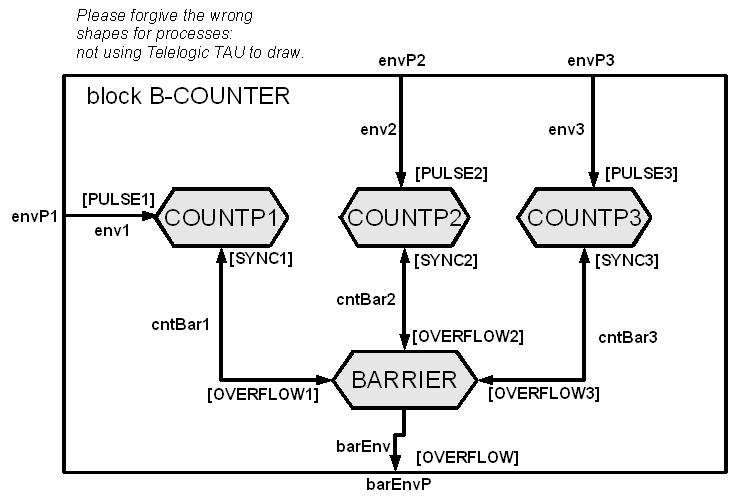 Please forgive the wrong
shapes for processes:
not using Telelogic TAU to draw.
envP2
envP3
block B-COUNTER
env2
env3
[PULSE1]
[PULSE2]
[PULSE3]
envP1
env1
COUNTP1
COUNTP2
COUNTP3
[SYNC1]
[SYNC2]
[SYNC3]
cntBar1
cntBar2
cntBar3
[OVERFLOW2]
BARRIER
[OVERFLOW1]
[OVERFLOW3]
barEnv
[OVERFLOW]
barEnvP